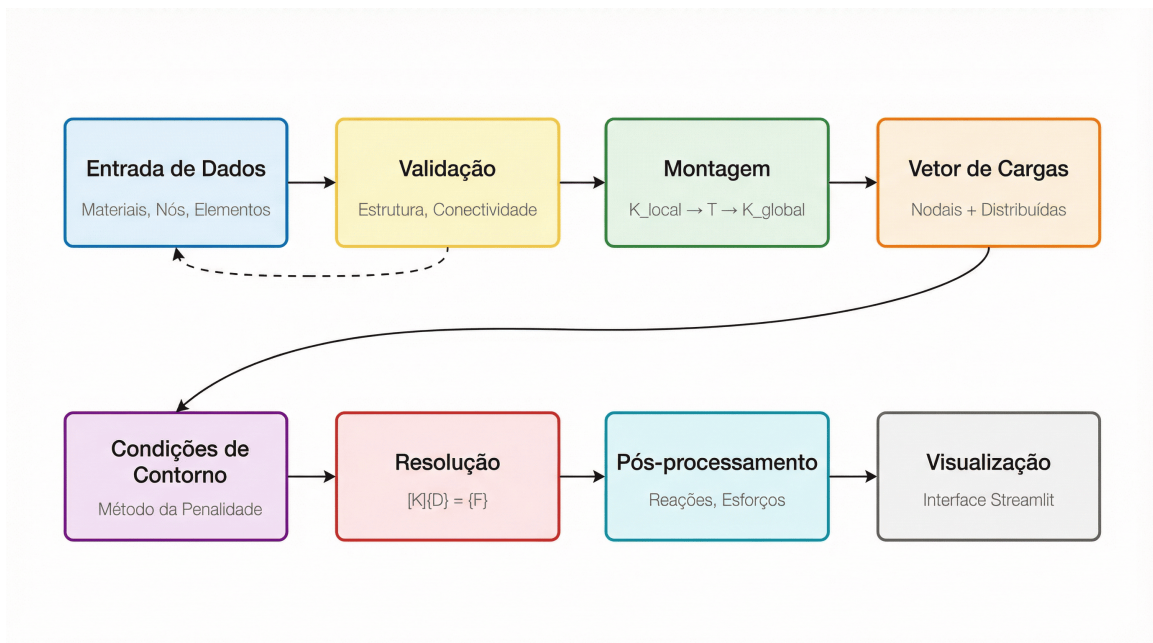 Entrada de Dados
Materiais, Nós, Elementos
Validação
Estrutura, Conectividade
Montagem
K_local → T → K_global
Vetor de Cargas
Nodais + Distribuídas
Condições de
Contorno
Método da Penalidade
Resolução
[K]{D} = {F}
Pós-processamento
Reações, Esforços
Visualização
Interface Streamlit